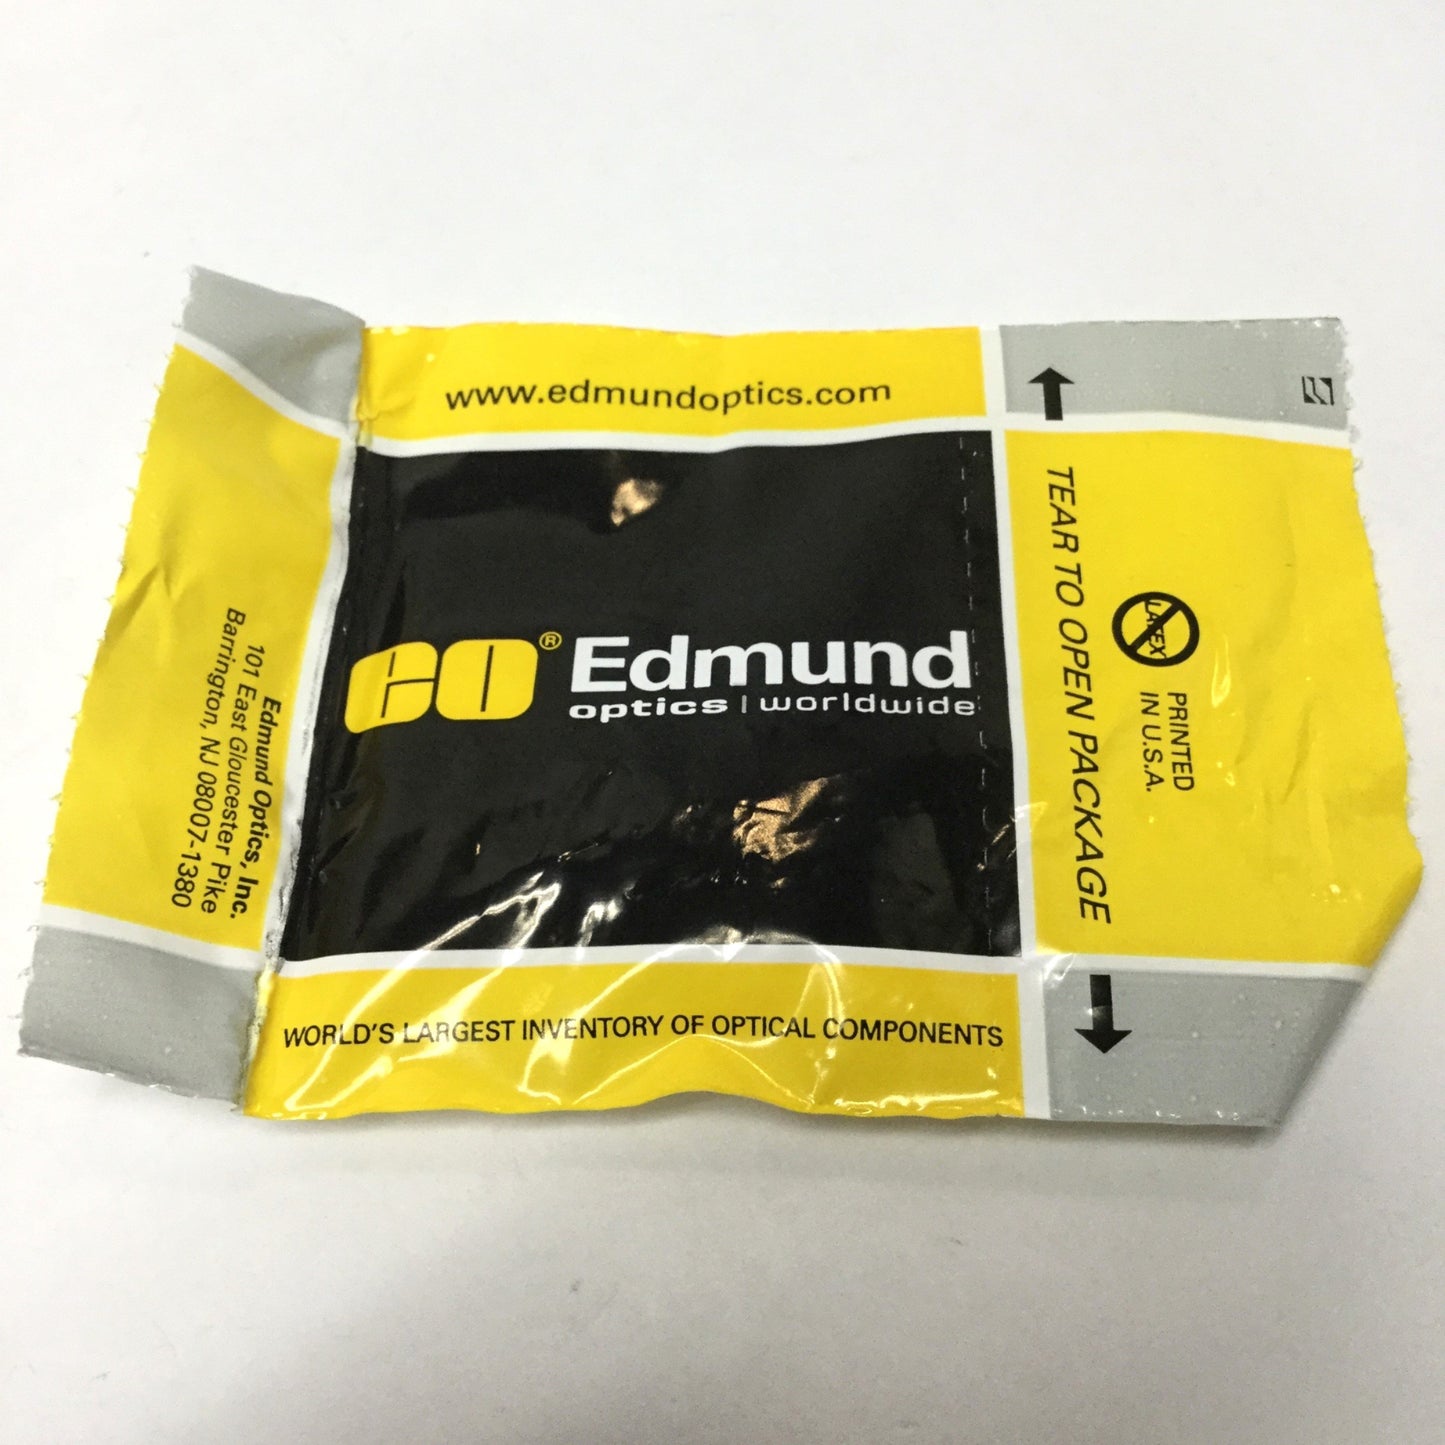 www.edmundoptics.com
EO® Edmund
optics | worldwide
WORLD'S LARGEST INVENTORY OF OPTICAL COMPONENTS
Edmund Optics, Inc.
101 East Gloucester Pike
Barrington, NJ 08007-1380
TEAR TO OPEN PACKAGE
LATEX
PRINTED
IN U.S.A.